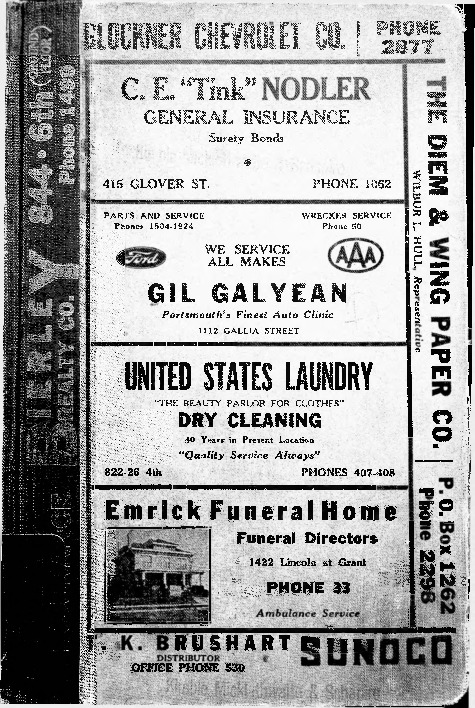 GLOCKNER CHEVROLET CO.
PHONE
2877
C. E. "Tink" NODLER
GENERAL INSURANCE
Surety Bonds
415 GLOVER ST. PHONE 1062
PARTS AND SERVICE
Phones 1504-1924
WRECKER SERVICE
Phone 60
Ford
WE SERVICE
ALL MAKES
AAA
GIL GALYEAN
Portsmouth's Finest Auto Clinic
1112 GALLIA STREET
UNITED STATES LAUNDRY
"THE BEAUTY PARLOR FOR CLOTHES"
DRY CLEANING
40 Years in Present Location
"Quality Service Always"
822-26 4th PHONES 407-408
Emrick Funeral Home
Funeral Directors
1422 Lincoln at Grant
PHONE 33
Ambulance Service
K. BRUSHART
DISTRIBUTOR
OFFICE PHONE 530
SUNOCO
THE DIEM & WING PAPER CO.
WILBUR L. HULL, Representative
P. O. Box 1262
Phone 2298
844 - 6th
Phone 1496
REALTY CO.